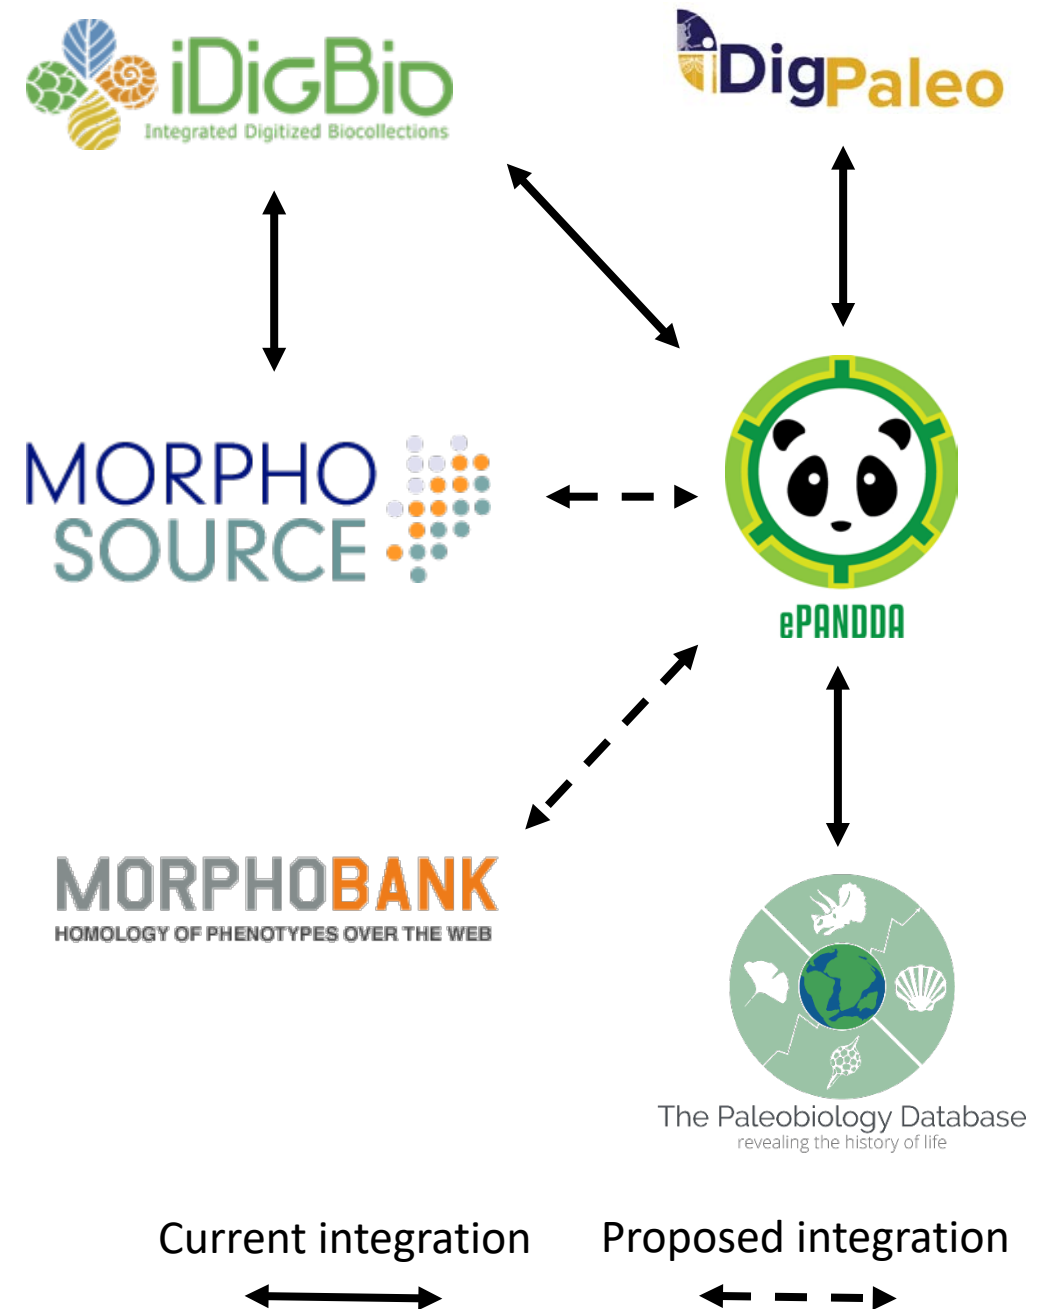 iDigBio
Integrated Digitized Biocollections
iDigPaleo
MORPHO
SOURCE
ePANDDA
MORPHOBANK
HOMOLOGY OF PHENOTYPES OVER THE WEB
The Paleobiology Database
revealing the history of life
Current integration
Proposed integration